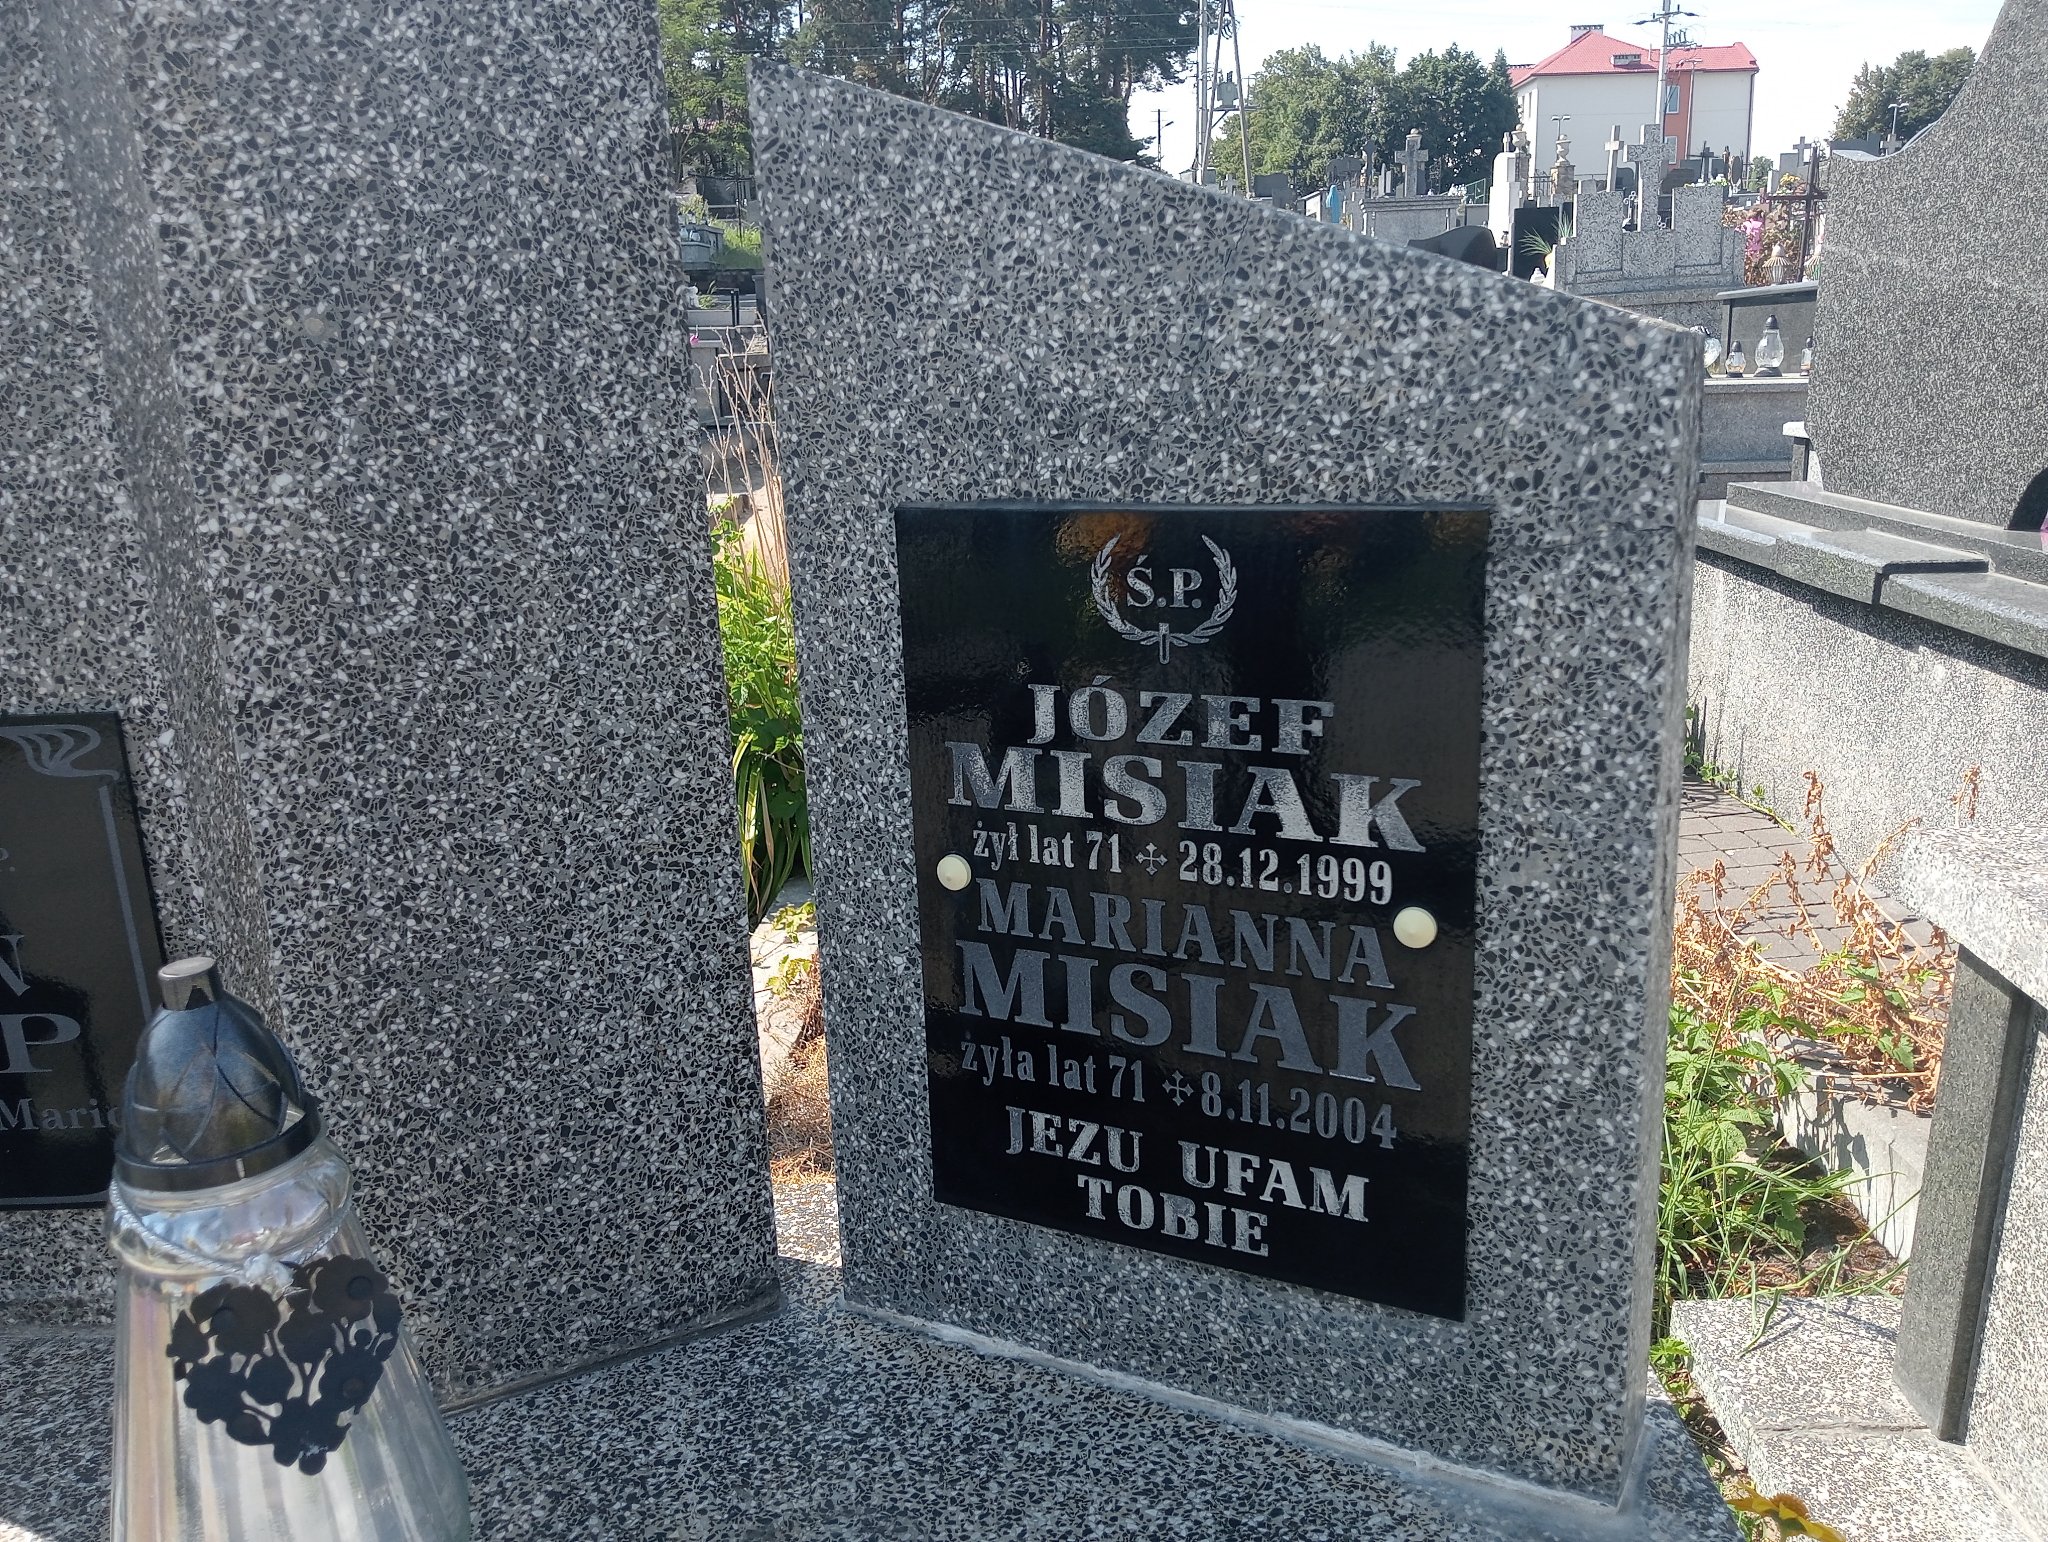 Mario
Ś.P.
JÓZEF
MISIAK
żył lat 71 28.12.1999
MARIANNA
MISIAK
żyła lat 71 8.11.2004
JEZU UFAM
TOBIE